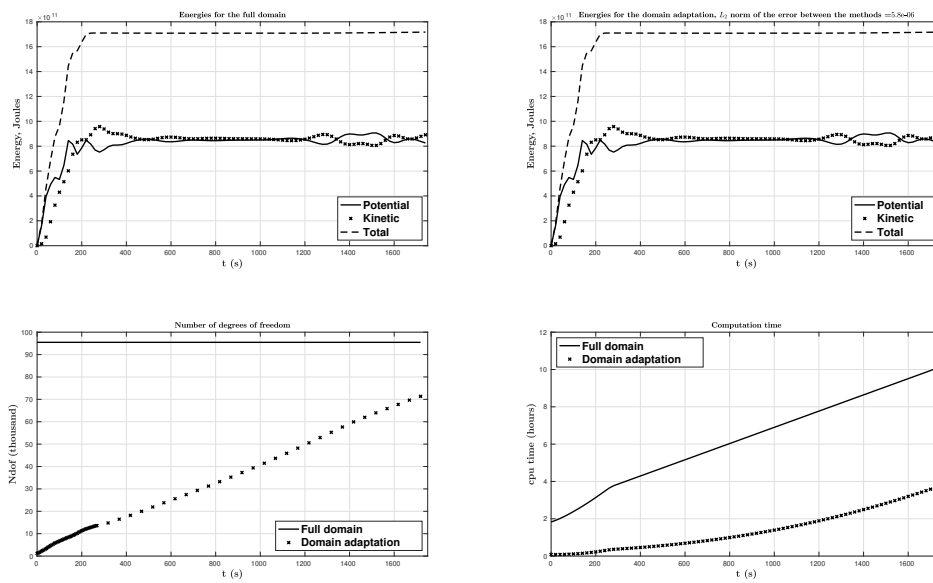 Energies for the full domain
×10 11
18
16
14
12
10
8
6
4
2
0
Energy, Joules
Potential
Kinetic
Total
0 200 400 600 800 1000 1200 1400 1600
t (s)
Energies for the domain adaptation, L2 norm of the error between the methods =5.8e-06
×10 11
18
16
14
12
10
8
6
4
2
0
Energy, Joules
Potential
Kinetic
Total
0 200 400 600 800 1000 1200 1400 1600
t (s)
Number of degrees of freedom
100
90
80
70
60
50
40
30
20
10
0
Ndof (thousand)
Full domain
Domain adaptation
0 200 400 600 800 1000 1200 1400 1600
t (s)
Computation time
12
10
8
6
4
2
0
cpu time (hours)
Full domain
Domain adaptation
0 200 400 600 800 1000 1200 1400 1600
t (s)